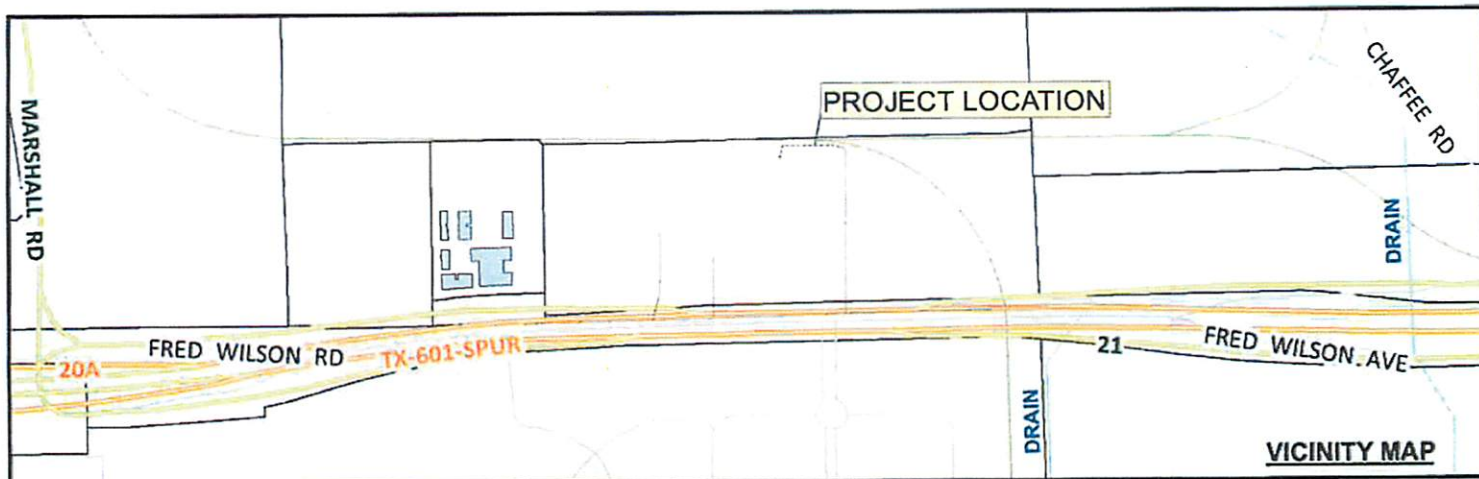 CHAFFEE RD
PROJECT LOCATION
MARSHALL RD
DRAIN
FRED WILSON RD
TX-601-SPUR
20A
21
FRED WILSON AVE
DRAIN
VICINITY MAP